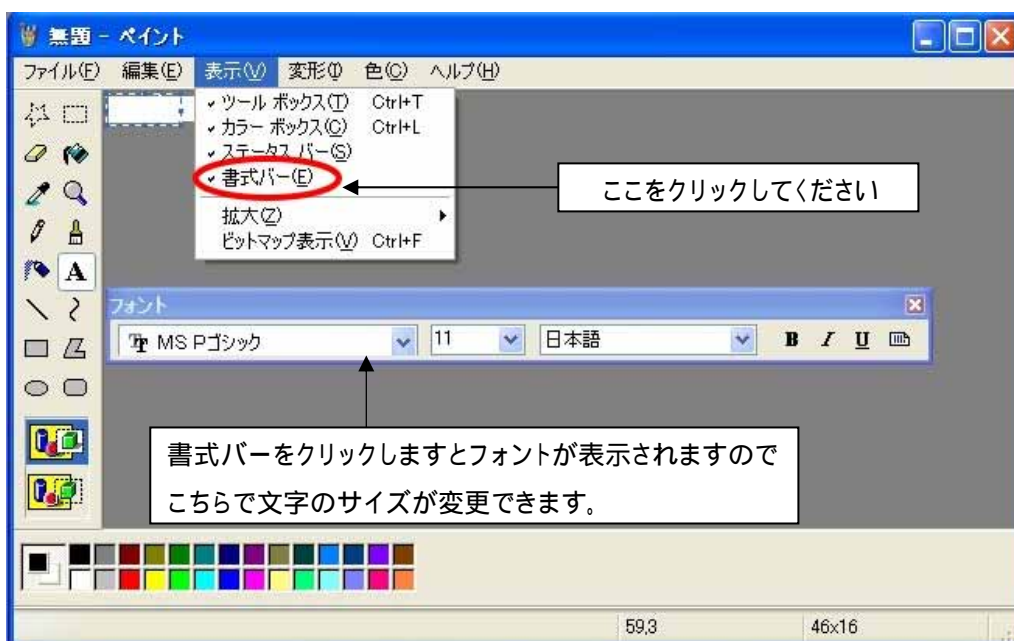 無題 - ペイント
ファイル(F) 編集(E) 表示(V) 変形(I) 色(C) ヘルプ(H)
ツール ボックス(T) Ctrl+T
カラー ボックス(C) Ctrl+L
ステータス バー(S)
書式バー(E)
ここをクリックしてください
拡大(Z)
ビットマップ表示(V) Ctrl+F
A
フォント
MS Pゴシック 11 日本語 B I U
書式バーをクリックしますとフォントが表示されますので
こちらで文字のサイズが変更できます。
59,3 46x16